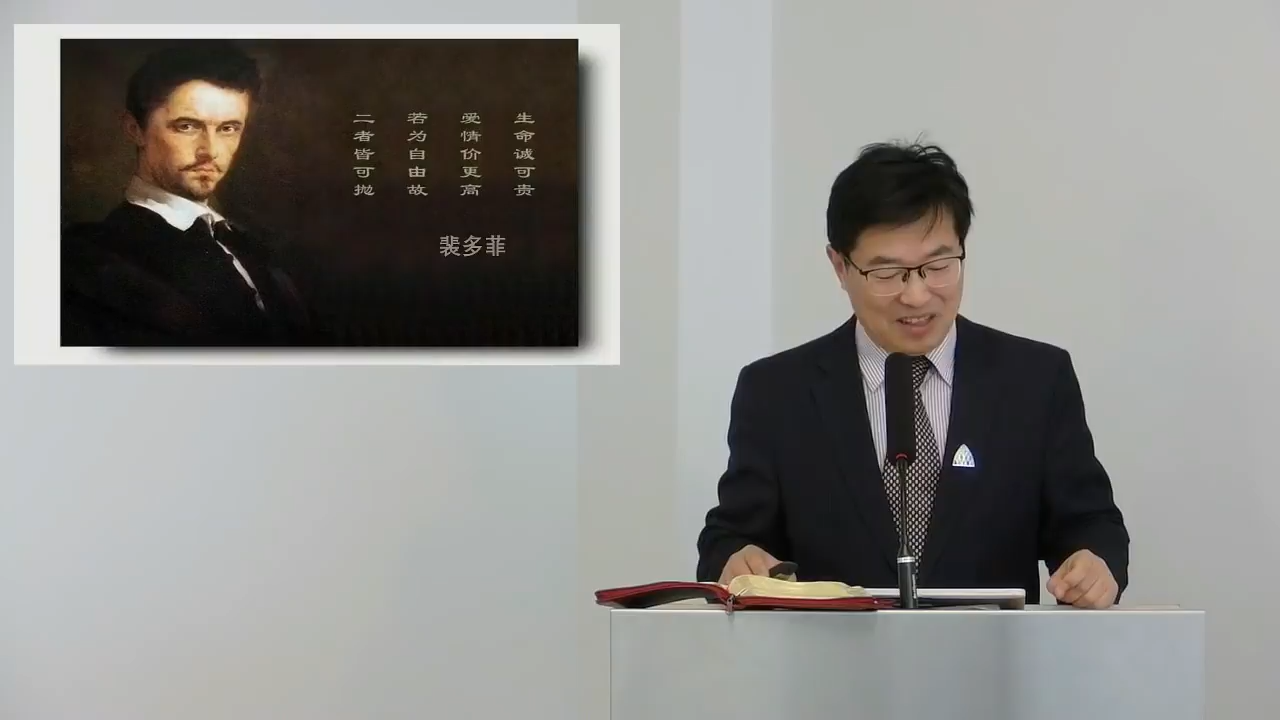 生命诚可贵
爱情价更高
若为自由故
二者皆可抛
裴多菲